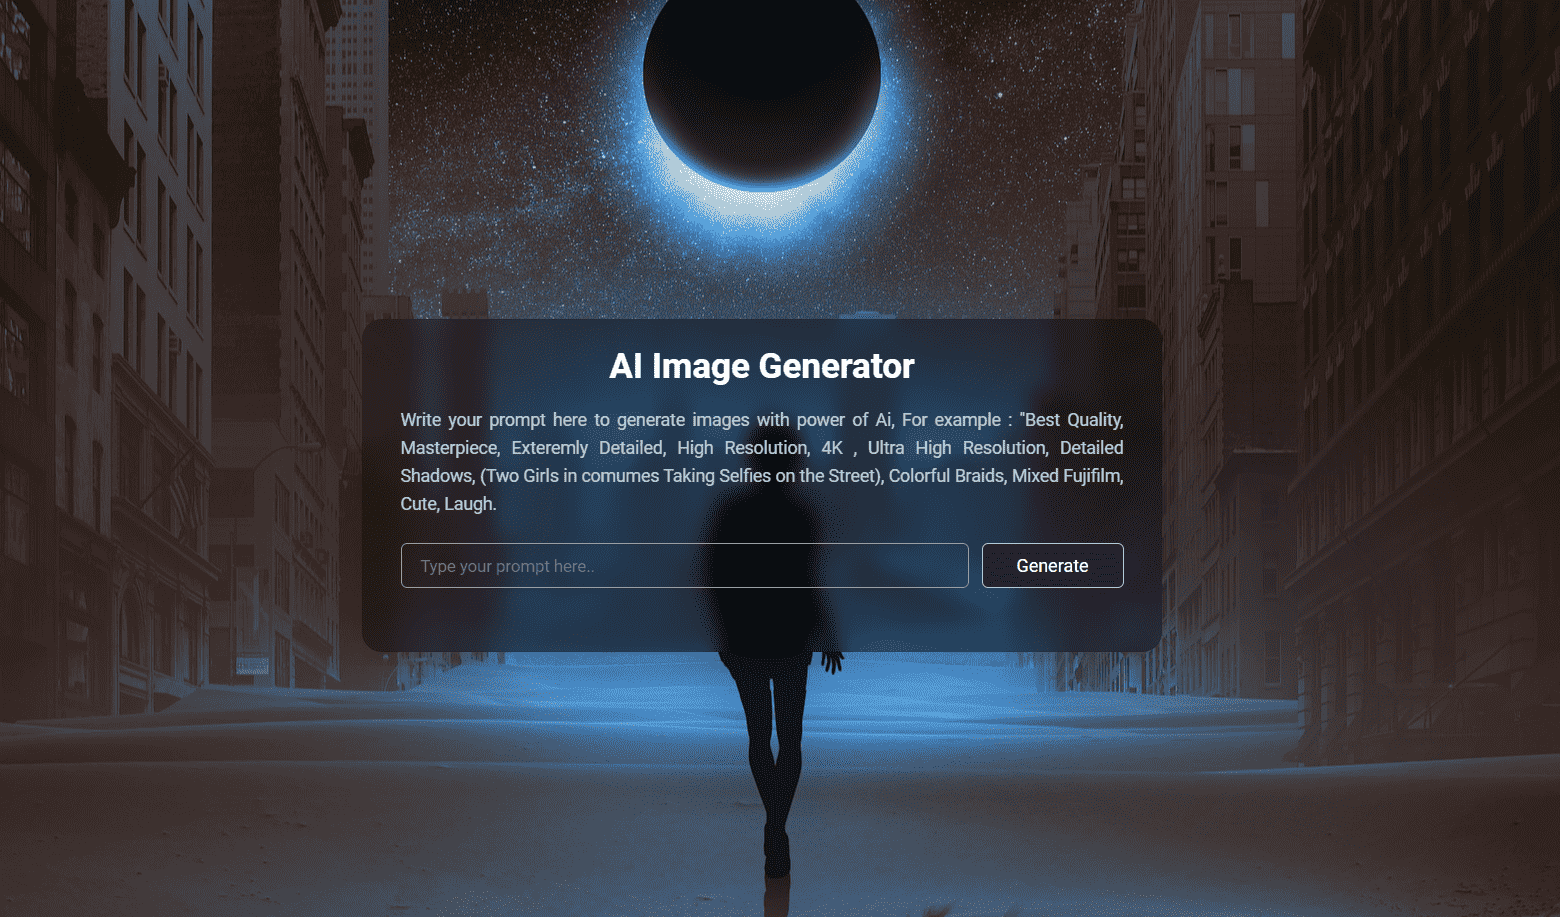 AI Image Generator
Write your prompt here to generate images with power of Ai, For example : "Best Quality,
Masterpiece, Exteremly Detailed, High Resolution, 4K , Ultra High Resolution, Detailed
Shadows, (Two Girls in comumes Taking Selfies on the Street), Colorful Braids, Mixed Fujifilm,
Cute, Laugh.
Type your prompt here..
Generate